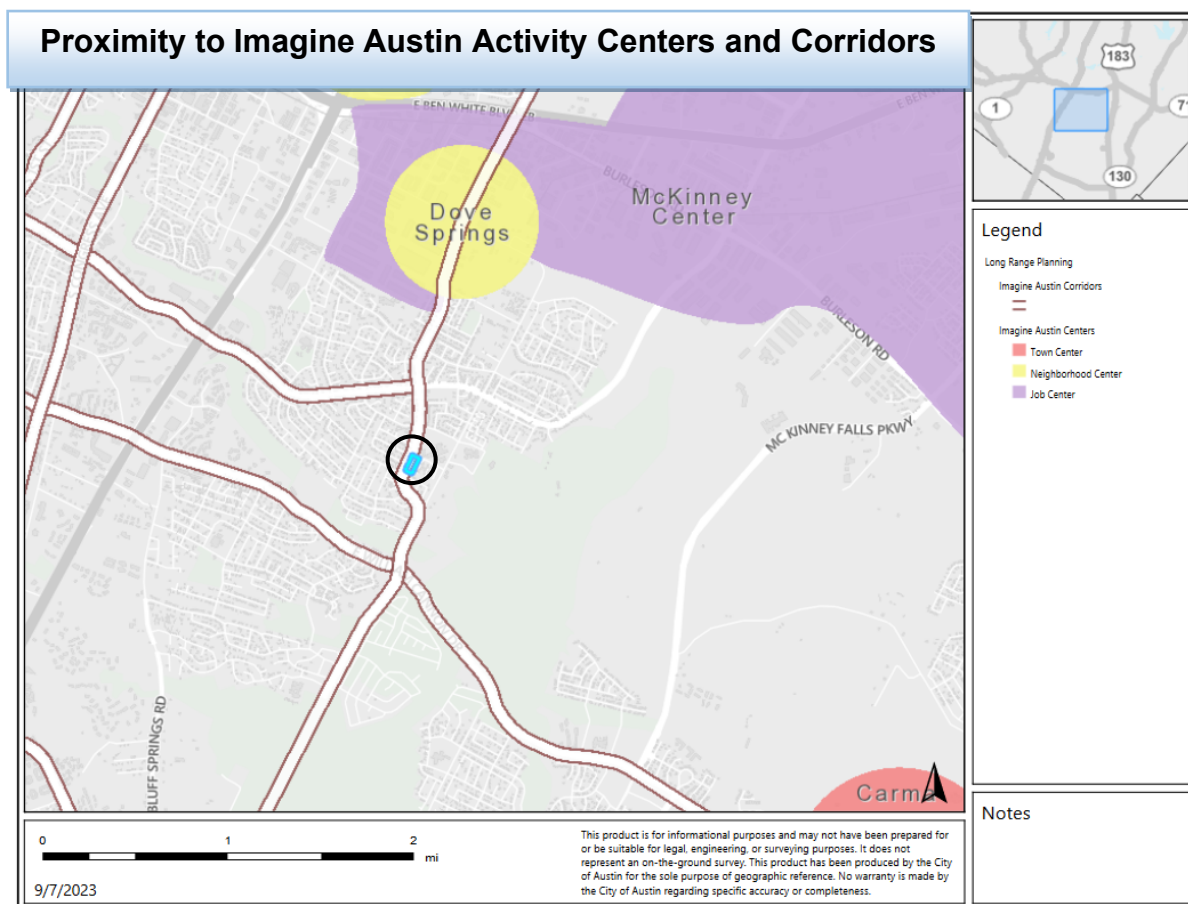 Proximity to Imagine Austin Activity Centers and Corridors
183
1
71
130
E BEN WHITE BLV
McKinney
Center
Dove
Springs
BURLESON RD
MC KINNEY FALLS PKWY
BLUFF SPRINGS RD
Carma
Legend
Long Range Planning
Imagine Austin Corridors
Imagine Austin Centers
Town Center
Neighborhood Center
Job Center
Notes
0 1 2
mi
9/7/2023
This product is for informational purposes and may not have been prepared for
or be suitable for legal, engineering, or surveying purposes. It does not
represent an on-the-ground survey. This product has been produced by the City
of Austin for the sole purpose of geographic reference. No warranty is made by
the City of Austin regarding specific accuracy or completeness.